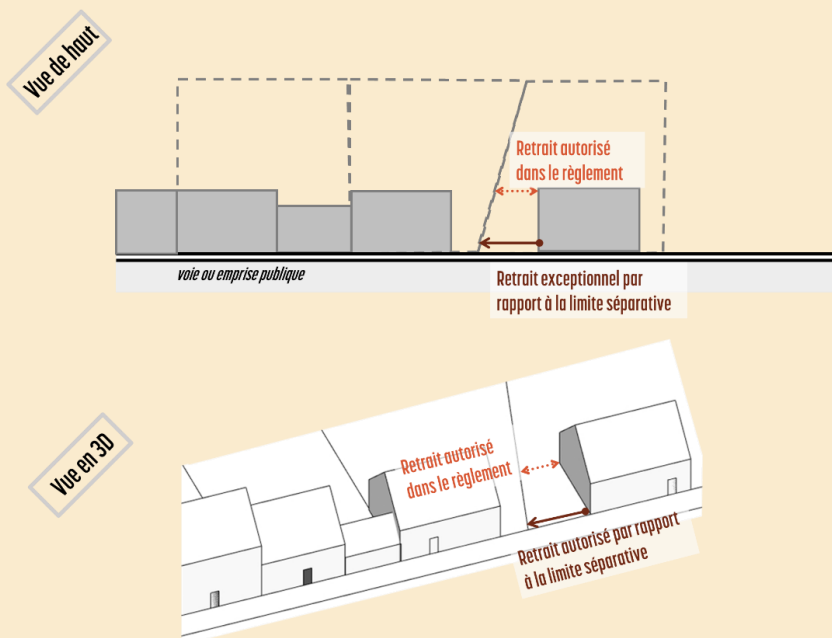 Vue de haut
Retrait autorisé
dans le règlement
voie ou emprise publique
Retrait exceptionnel par
rapport à la limite séparative
Vue en 3D
Retrait autorisé
dans le règlement
Retrait autorisé par rapport
à la limite séparative